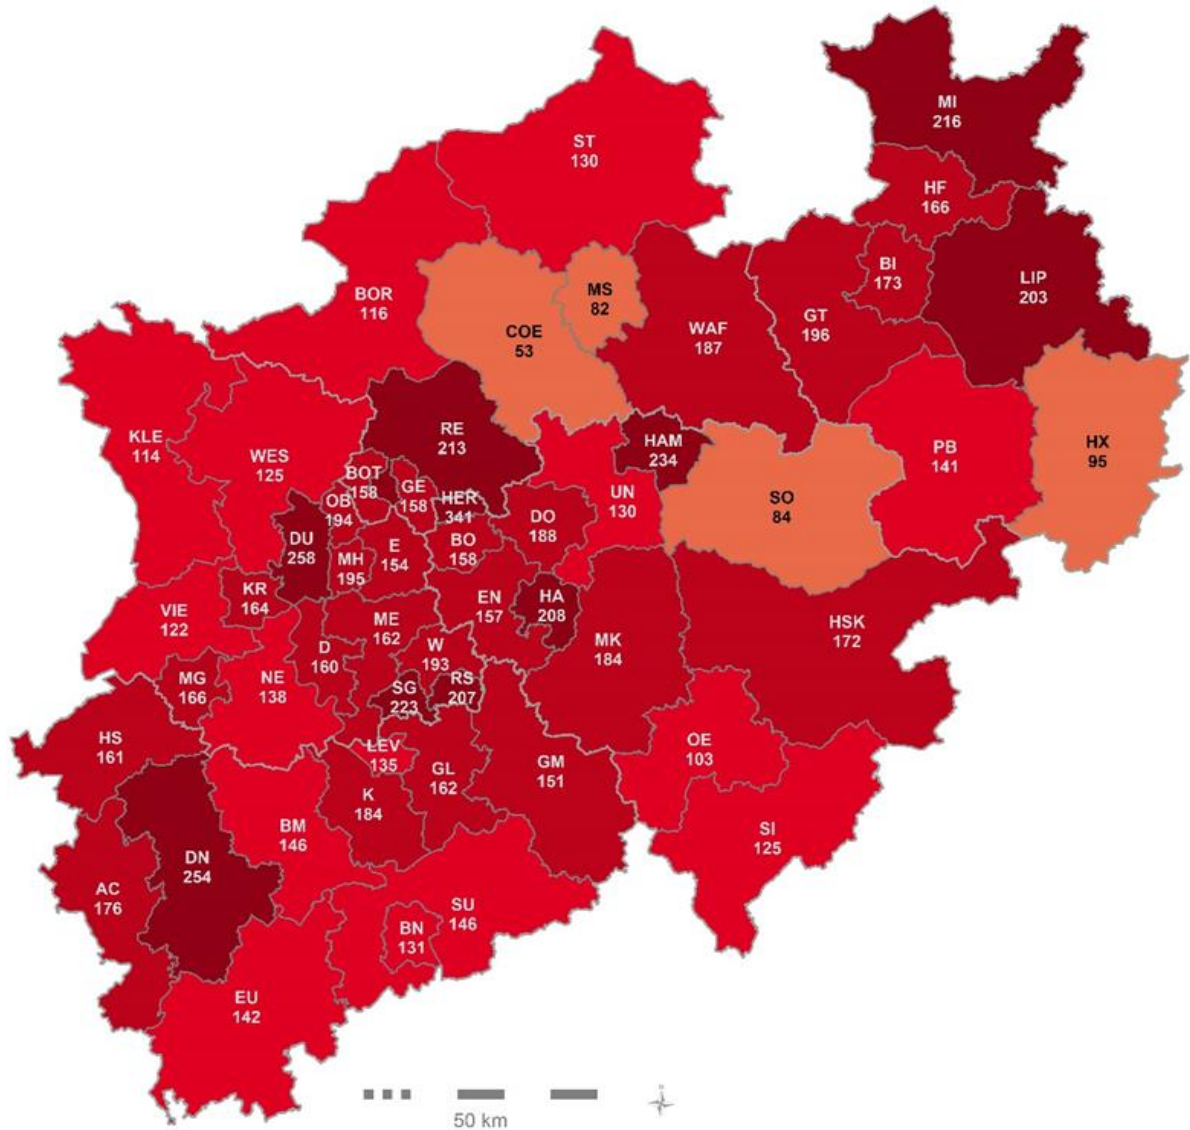 MI
216
ST
130
HF
166
BI
173
LIP
203
MS
82
BOR
116
COE
53
WAF
187
GT
196
KLE
114
WES
125
RE
213
HAM
234
PB
141
HX
95
BOT
158
GE
158
OB
194
HER
341
UN
130
SO
84
DU
258
MH
195
E
154
BO
158
DO
188
KR
164
VIE
122
EN
157
HA
208
HSK
172
ME
162
D
160
W
193
MK
184
MG
166
NE
138
SG
223
RS
207
HS
161
LEV
135
GL
162
GM
151
OE
103
K
184
BM
146
SI
125
DN
254
AC
176
SU
146
BN
131
EU
142
50 km